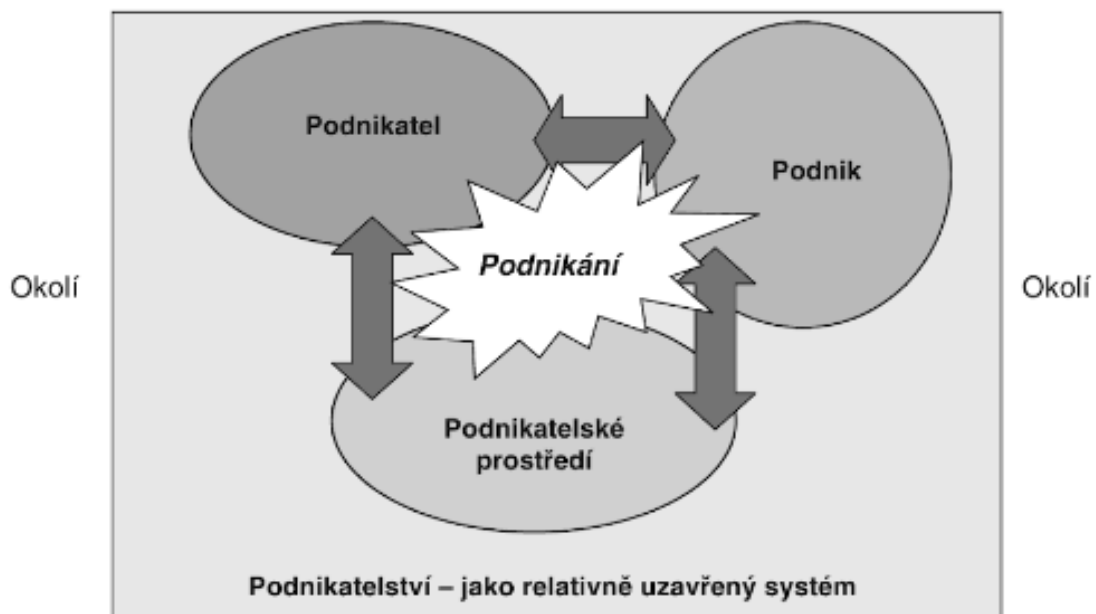 Podnikatel
Podnik
Podnikání
Okolí
Okolí
Podnikatelské
prostředí
Podnikatelství – jako relativně uzavřený systém